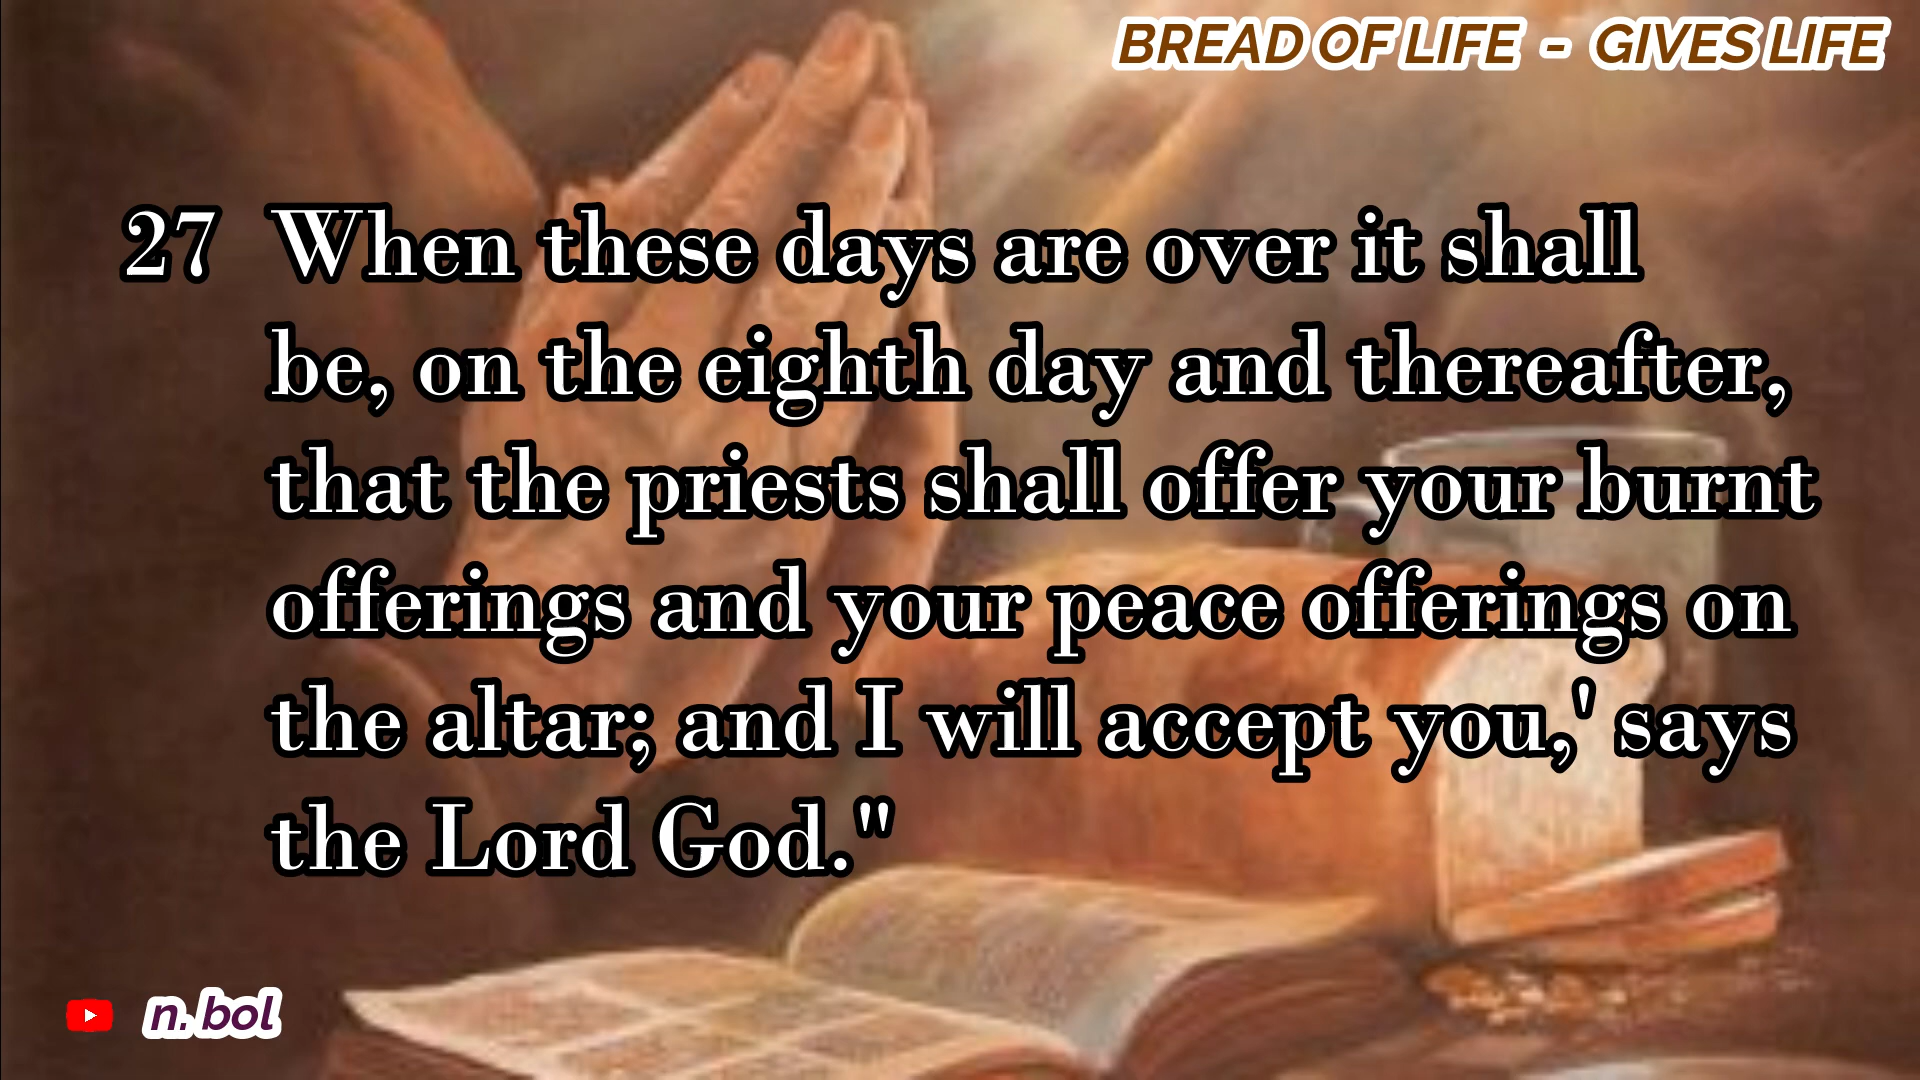 BREAD OF LIFE - GIVES LIFE
27 When these days are over it shall
be, on the eighth day and thereafter,
that the priests shall offer your burnt
offerings and your peace offerings on
the altar; and I will accept you,' says
the Lord God."
n. bol